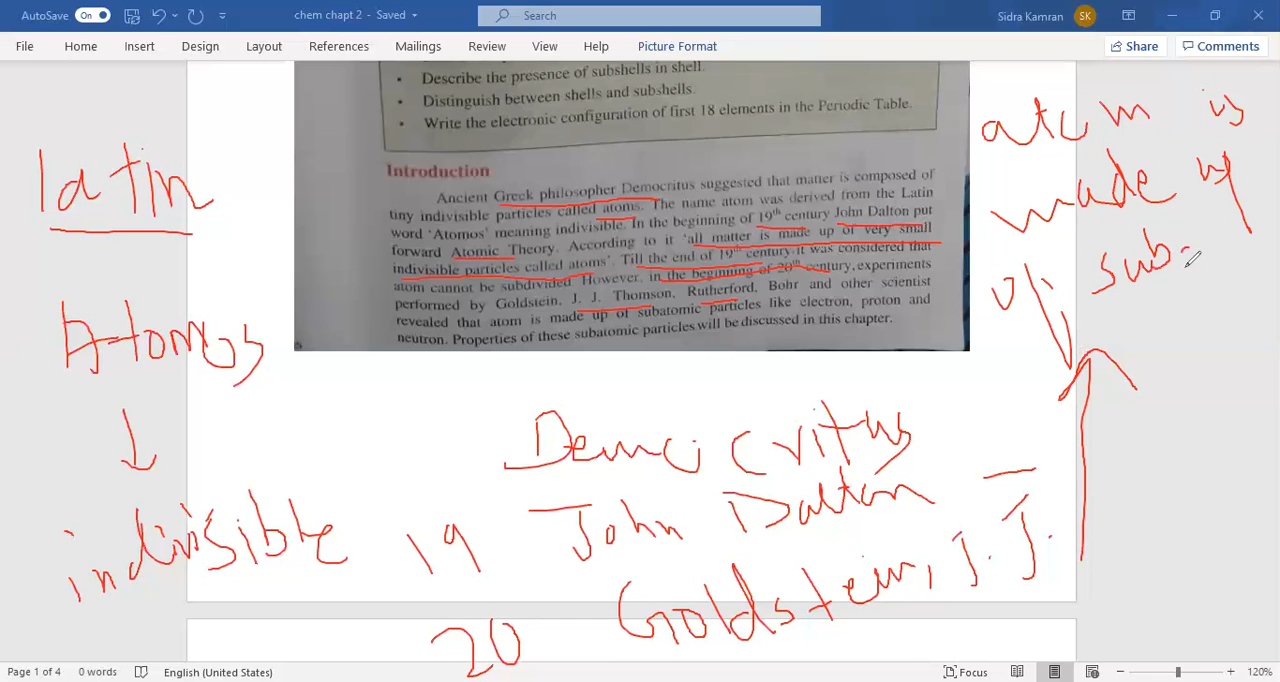 AutoSave On chem chapt 2 - Saved Search Sidra Kamran SK
File Home Insert Design Layout References Mailings Review View Help Picture Format Share Comments
• Describe the presence of subshells in shell.
• Distinguish between shells and subshells.
• Write the electronic configuration of first 18 elements in the Periodic Table.
Introduction
Ancient Greek philosopher Democritus suggested that matter is composed of
tiny indivisible particles called atoms. The name atom was derived from the Latin
word 'Atomos' meaning indivisible. In the beginning of 19th century John Dalton put
forward Atomic Theory. According to it 'all matter is made up of very small
indivisible particles called atoms'. Till the end of 19th century it was considered that
atom cannot be subdivided However, in the beginning of 20th century, experiments
performed by Goldstein, J. J. Thomson, Rutherford, Bohr and other scientist
revealed that atom is made up of subatomic particles like electron, proton and
neutron. Properties of these subatomic particles will be discussed in this chapter.
latin
Atomos
indivisible
Democritus
19 John Dalton
20 Goldstein, J. J.
atom is
made up
of sub-
Page 1 of 4 0 words English (United States) Focus 120%